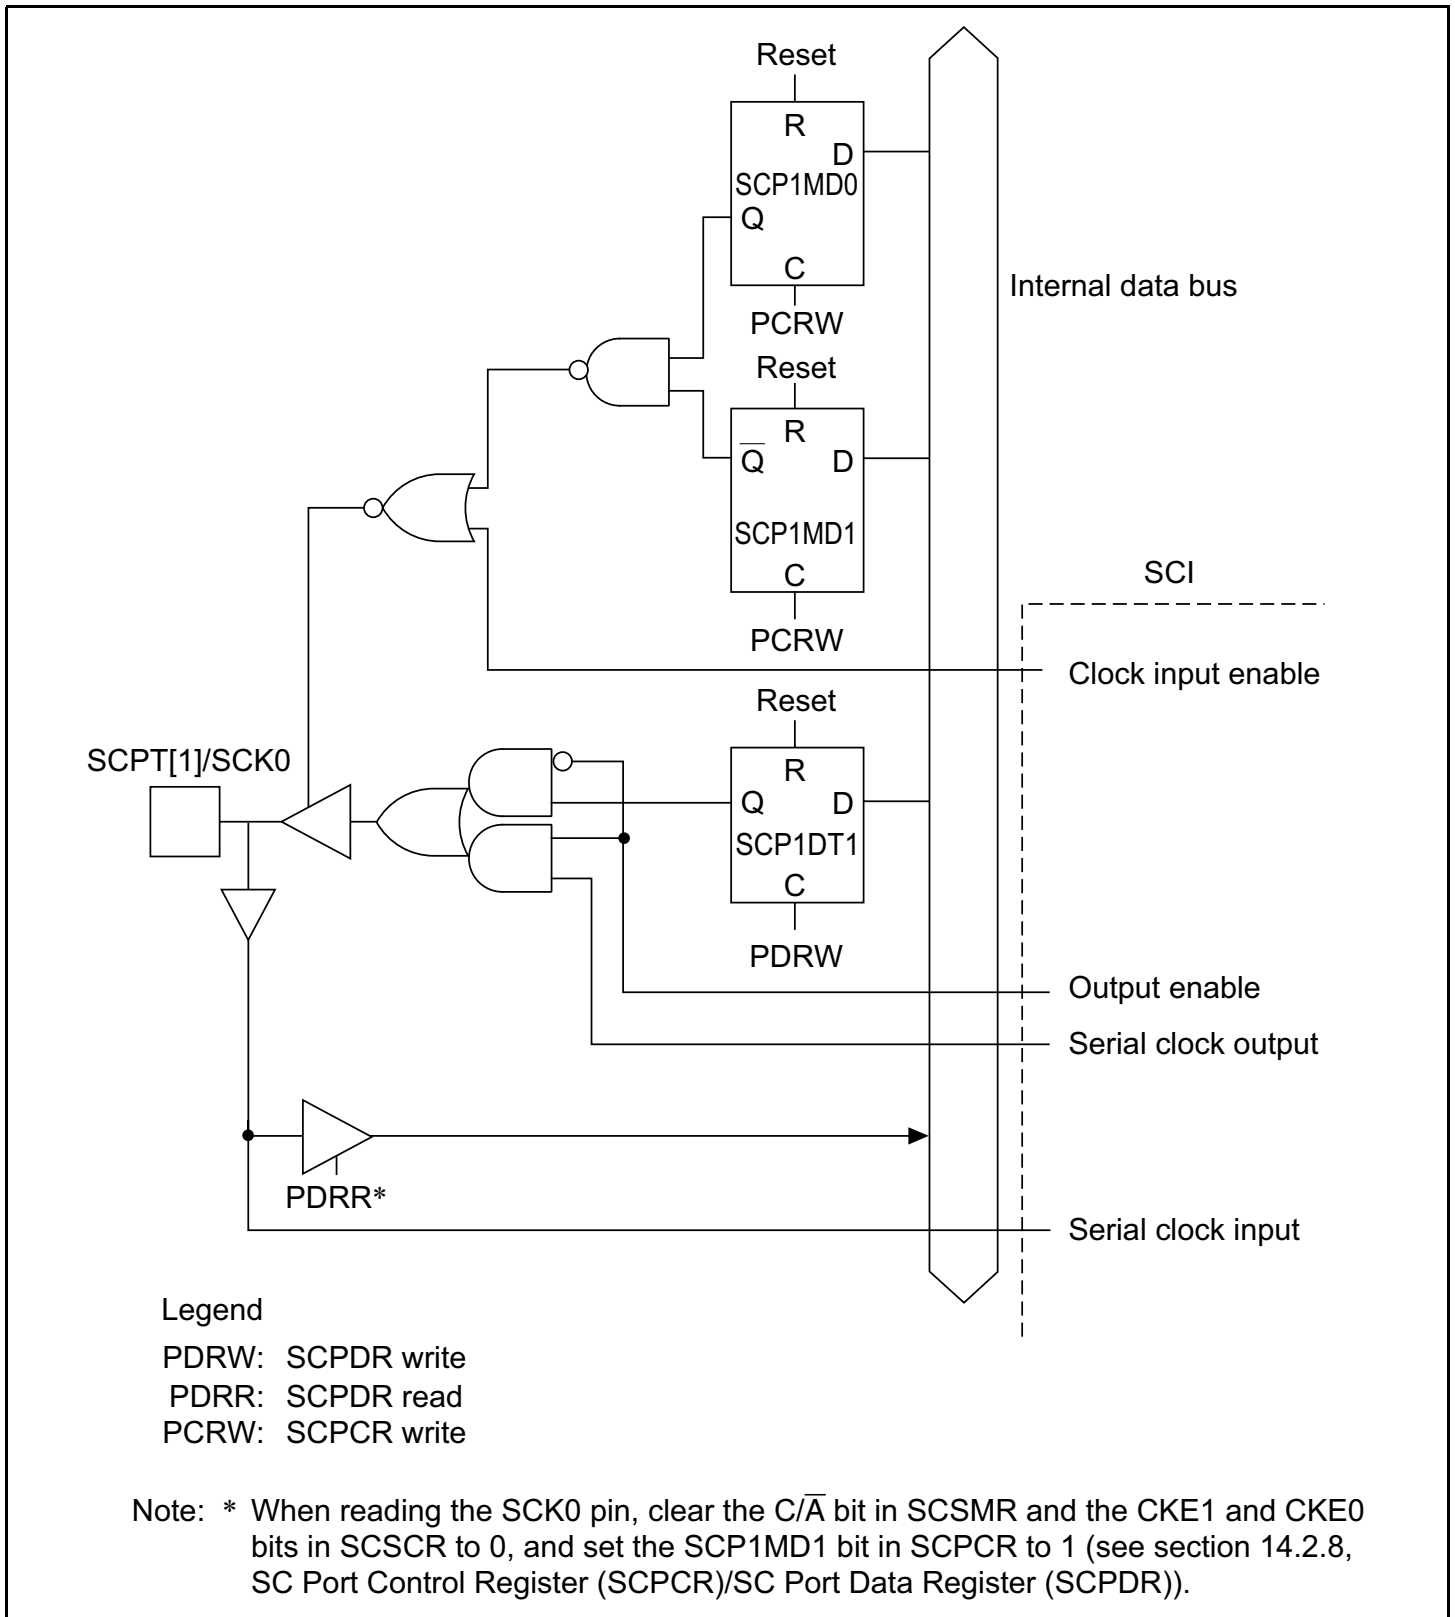 Reset
R
D
SCP1MD0
Q
C
PCRW
Internal data bus
Reset
R
Q̅ D
SCP1MD1
C
PCRW
SCI
Clock input enable
Reset
SCPT[1]/SCK0
R
Q D
SCP1DT1
C
PDRW
Output enable
Serial clock output
PDRR*
Serial clock input
Legend
PDRW: SCPDR write
PDRR: SCPDR read
PCRW: SCPCR write
Note: * When reading the SCK0 pin, clear the C/A̅ bit in SCSMR and the CKE1 and CKE0
bits in SCSCR to 0, and set the SCP1MD1 bit in SCPCR to 1 (see section 14.2.8,
SC Port Control Register (SCPCR)/SC Port Data Register (SCPDR)).